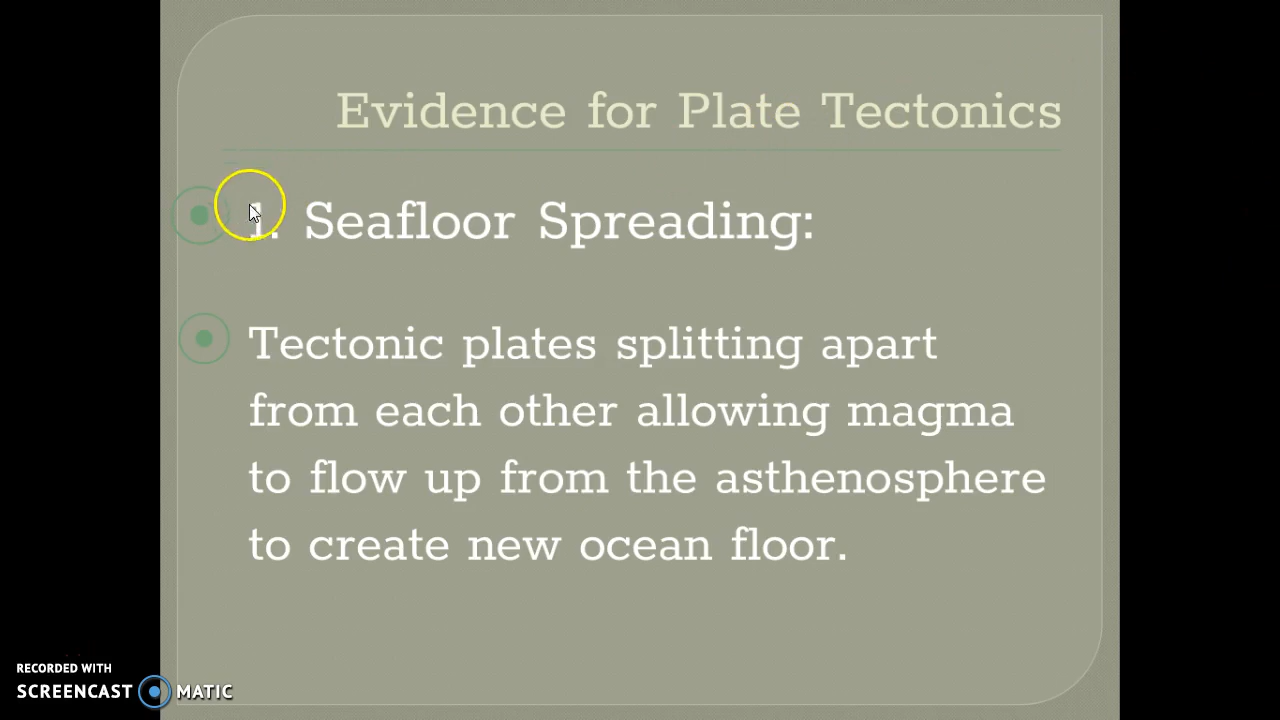 Evidence for Plate Tectonics
1. Seafloor Spreading:
Tectonic plates splitting apart
from each other allowing magma
to flow up from the asthenosphere
to create new ocean floor.
RECORDED WITH
SCREENCAST MATIC